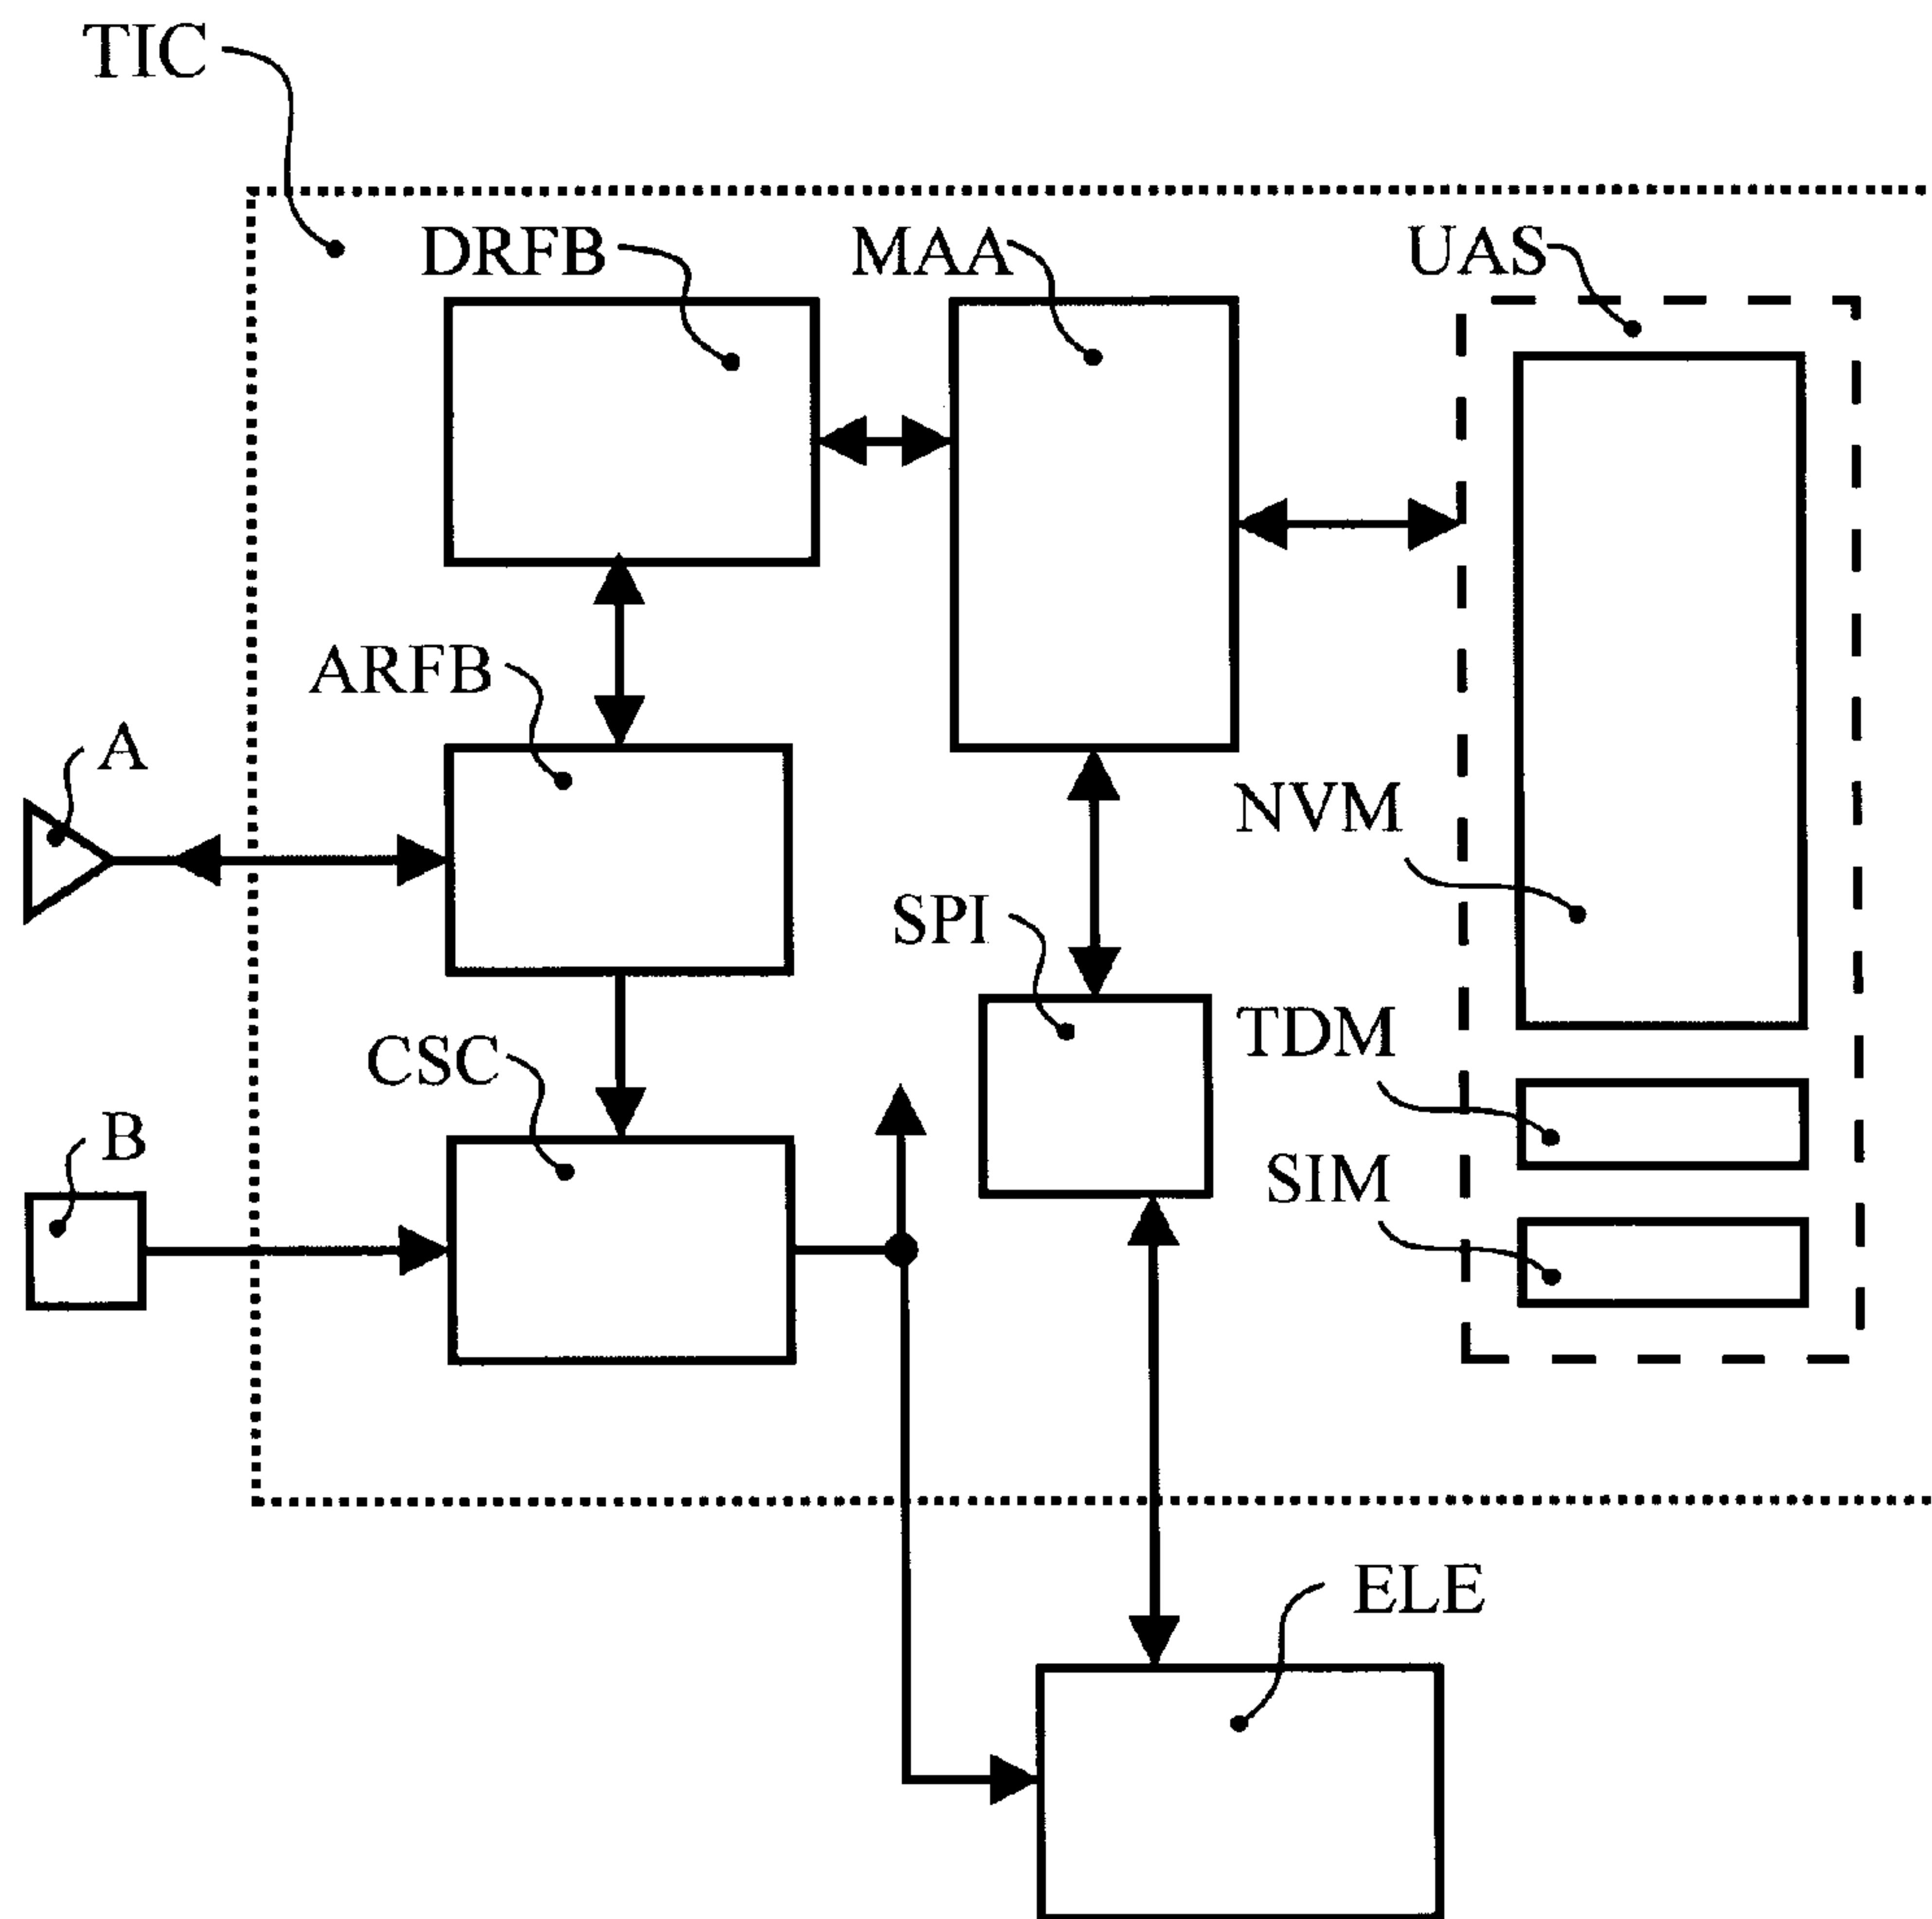 TIC
DRFB
MAA
UAS
ARFB
A
NVM
SPI
TDM
CSC
B
SIM
ELE